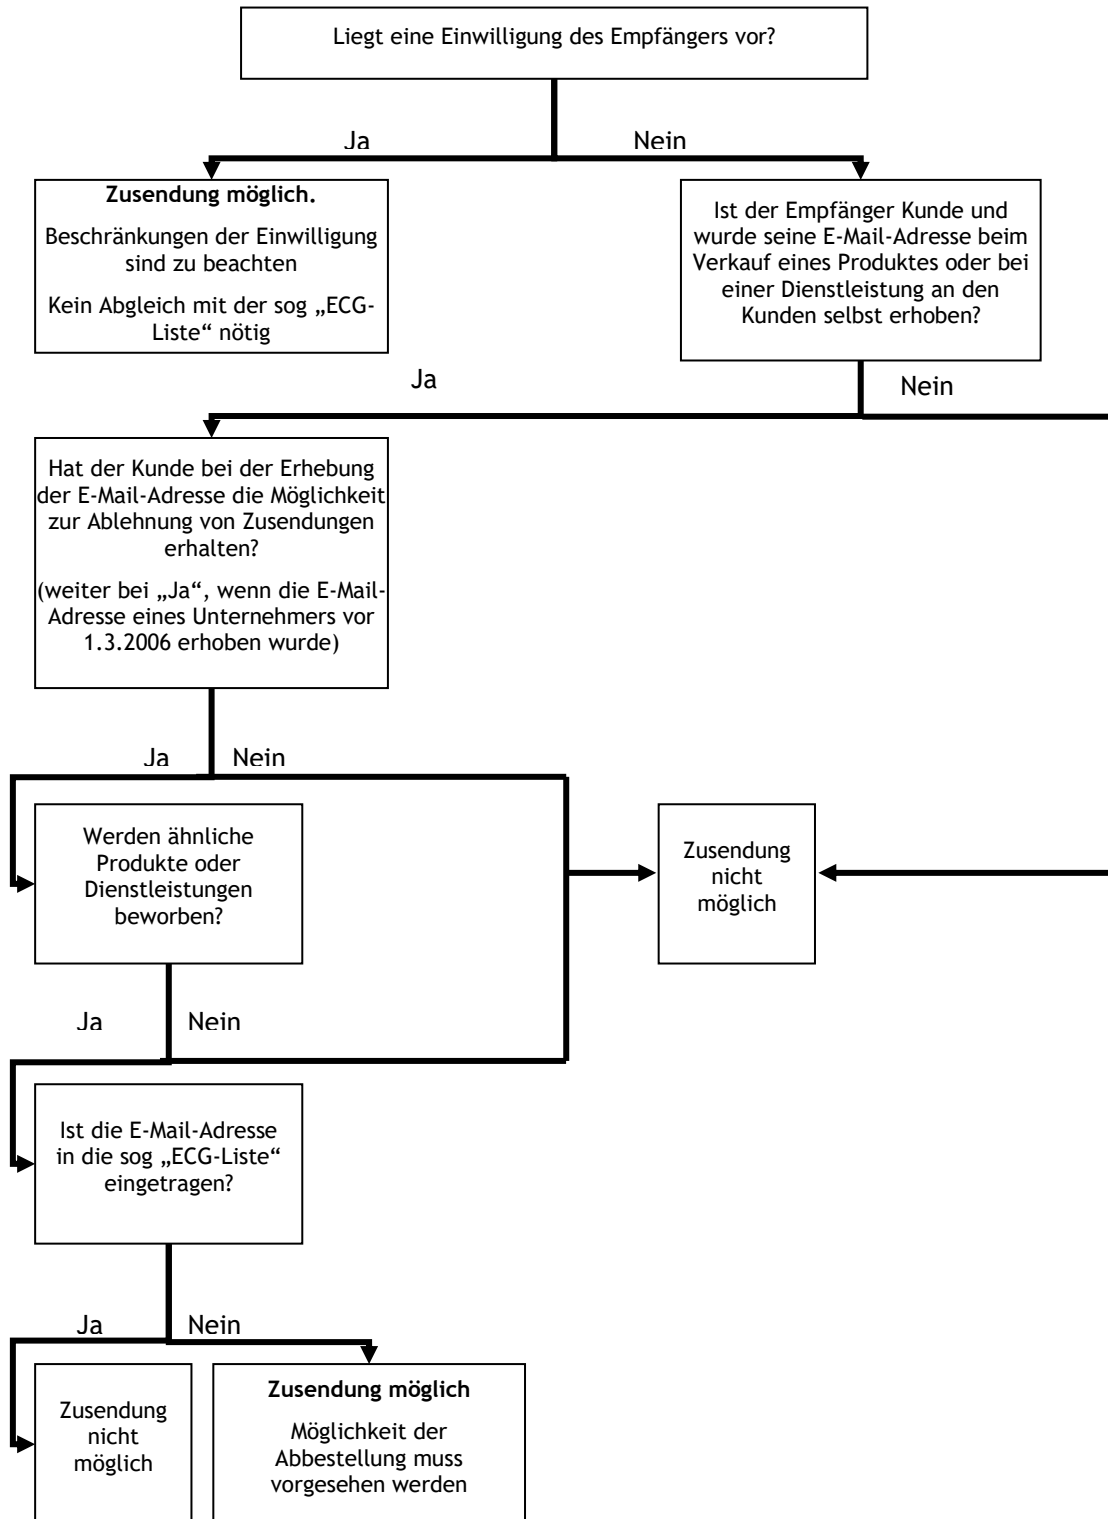 Liegt eine Einwilligung des Empfängers vor?
Ja
Nein
Zusendung möglich.
Beschränkungen der Einwilligung
sind zu beachten
Kein Abgleich mit der sog „ECG-
Liste“ nötig
Ist der Empfänger Kunde und
wurde seine E-Mail-Adresse beim
Verkauf eines Produktes oder bei
einer Dienstleistung an den
Kunden selbst erhoben?
Ja
Nein
Hat der Kunde bei der Erhebung
der E-Mail-Adresse die Möglichkeit
zur Ablehnung von Zusendungen
erhalten?
(weiter bei „Ja“, wenn die E-Mail-
Adresse eines Unternehmers vor
1.3.2006 erhoben wurde)
Ja
Nein
Werden ähnliche
Produkte oder
Dienstleistungen
beworben?
Zusendung
nicht
möglich
Ja
Nein
Ist die E-Mail-Adresse
in die sog „ECG-Liste“
eingetragen?
Ja
Nein
Zusendung
nicht
möglich
Zusendung möglich
Möglichkeit der
Abbestellung muss
vorgesehen werden